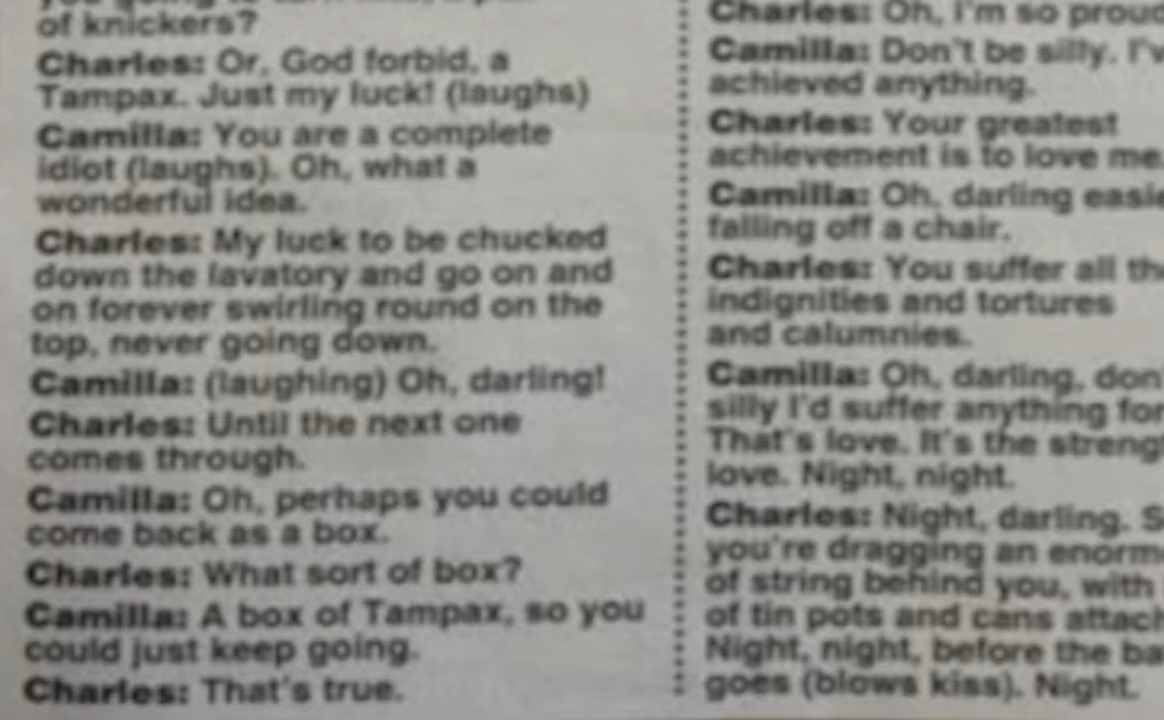 of knickers?
Charles: Or, God forbid, a
Tampax. Just my luck! (laughs)
Camilla: You are a complete
idiot (laughs). Oh, what a
wonderful idea.
Charles: My luck to be chucked
down the lavatory and go on and
on forever swirling round on the
top, never going down.
Camilla: (laughing) Oh, darling!
Charles: Until the next one
comes through.
Camilla: Oh, perhaps you could
come back as a box.
Charles: What sort of box?
Camilla: A box of Tampax, so you
could just keep going.
Charles: That's true.
Charles: Oh, I'm so proud
Camilla: Don't be silly. I'v
achieved anything.
Charles: Your greatest
achievement is to love me.
Camilla: Oh, darling easie
falling off a chair.
Charles: You suffer all the
indignities and tortures
and calumnies.
Camilla: Oh, darling, don'
silly I'd suffer anything for
That's love. It's the streng
love. Night, night.
Charles: Night, darling. S
you're dragging an enorm
of string behind you, with
of tin pots and cans attach
Night, night, before the ba
goes (blows kiss). Night.